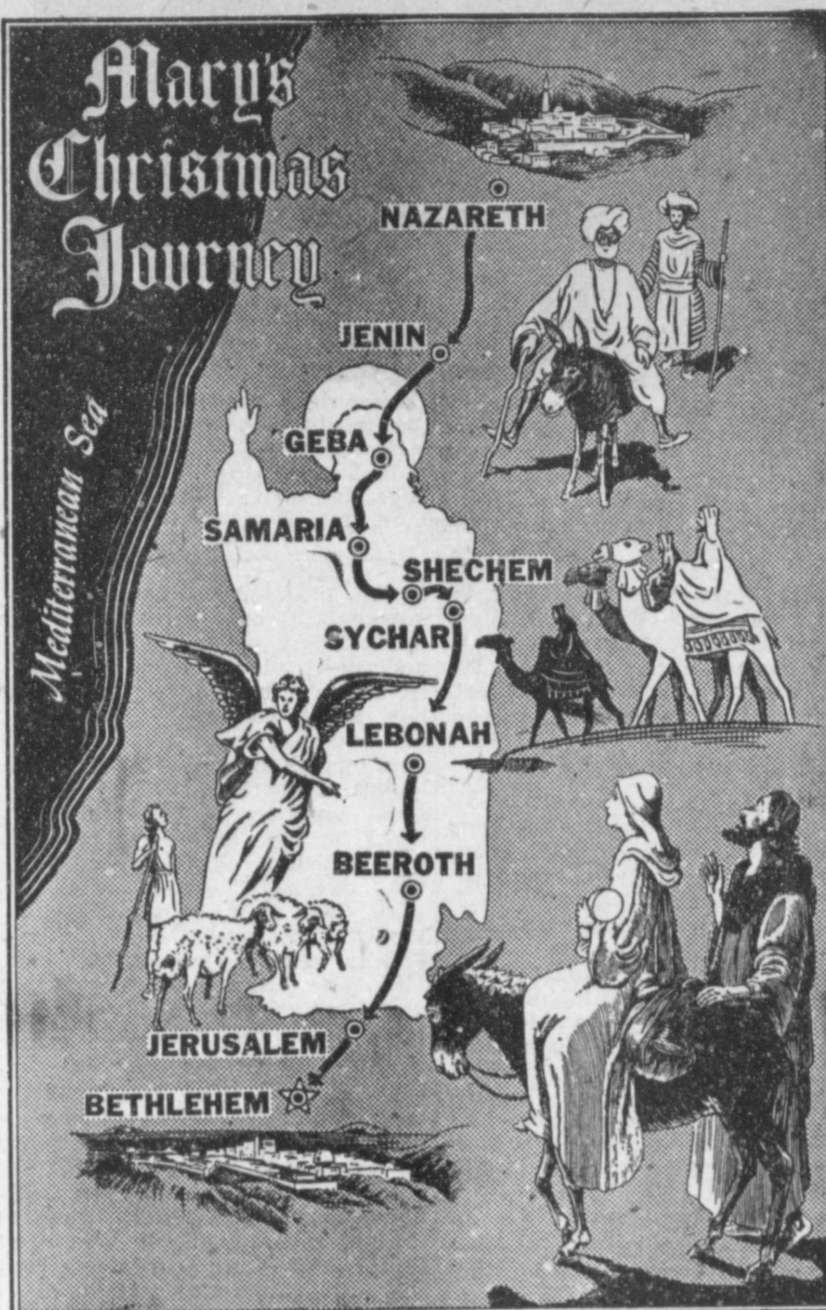 Mary's
Christmas
Journey
NAZARETH
JENIN
GEBA
SAMARIA
SHECHEM
SYCHAR
Mediterranean Sea
LEBONAH
BEEROTH
JERUSALEM
BETHLEHEM